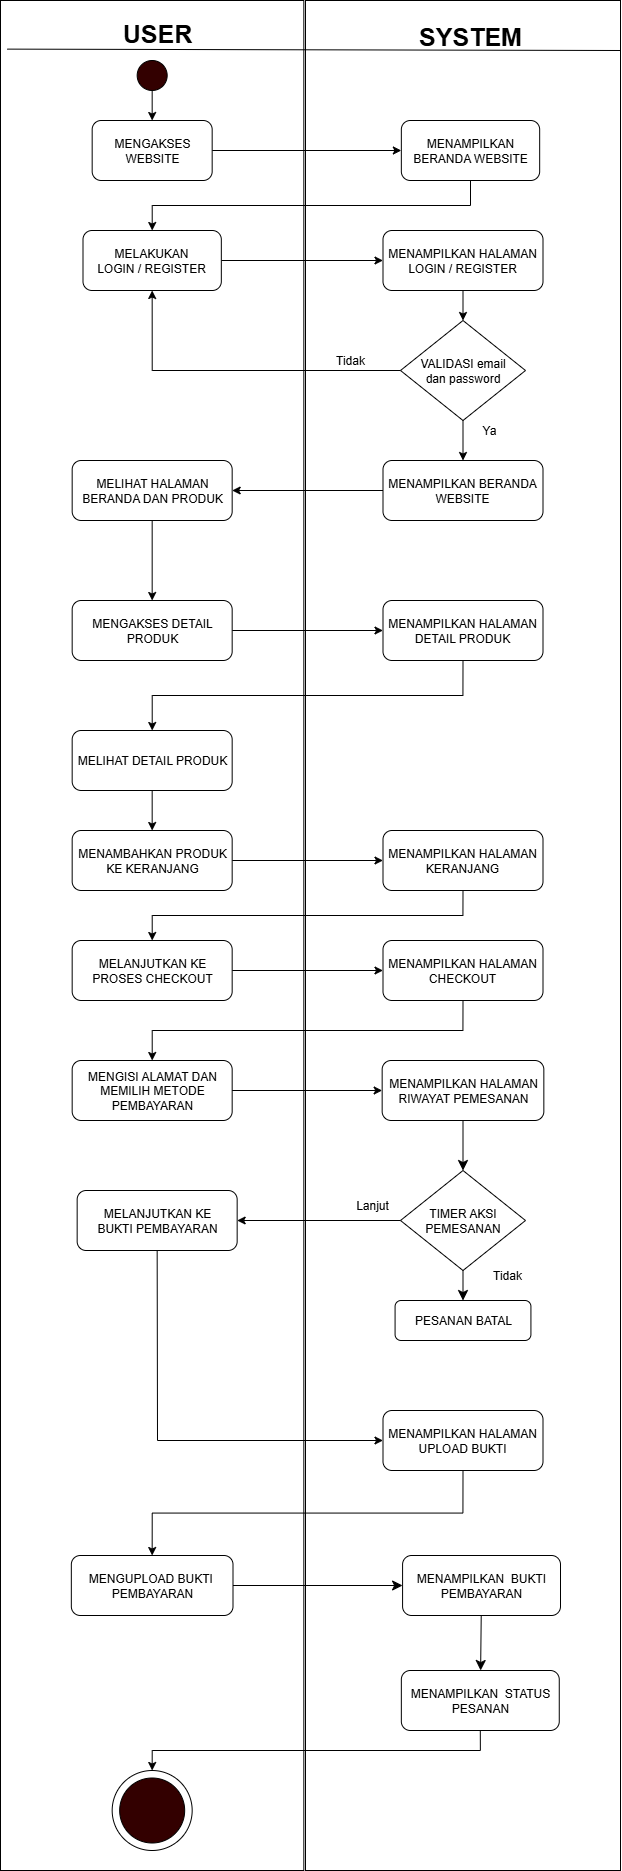 USER
SYSTEM
MENGAKSES
WEBSITE
MENAMPILKAN
BERANDA WEBSITE
MELAKUKAN
LOGIN / REGISTER
MENAMPILKAN HALAMAN
LOGIN / REGISTER
Tidak
VALIDASI email
dan password
Ya
MELIHAT HALAMAN
BERANDA DAN PRODUK
MENAMPILKAN BERANDA
WEBSITE
MENGAKSES DETAIL
PRODUK
MENAMPILKAN HALAMAN
DETAIL PRODUK
MELIHAT DETAIL PRODUK
MENAMBAHKAN PRODUK
KE KERANJANG
MENAMPILKAN HALAMAN
KERANJANG
MELANJUTKAN KE
PROSES CHECKOUT
MENAMPILKAN HALAMAN
CHECKOUT
MENGISI ALAMAT DAN
MEMILIH METODE
PEMBAYARAN
MENAMPILKAN HALAMAN
RIWAYAT PEMESANAN
MELANJUTKAN KE
BUKTI PEMBAYARAN
Lanjut
TIMER AKSI
PEMESANAN
Tidak
PESANAN BATAL
MENAMPILKAN HALAMAN
UPLOAD BUKTI
MENGUPLOAD BUKTI
PEMBAYARAN
MENAMPILKAN BUKTI
PEMBAYARAN
MENAMPILKAN STATUS
PESANAN